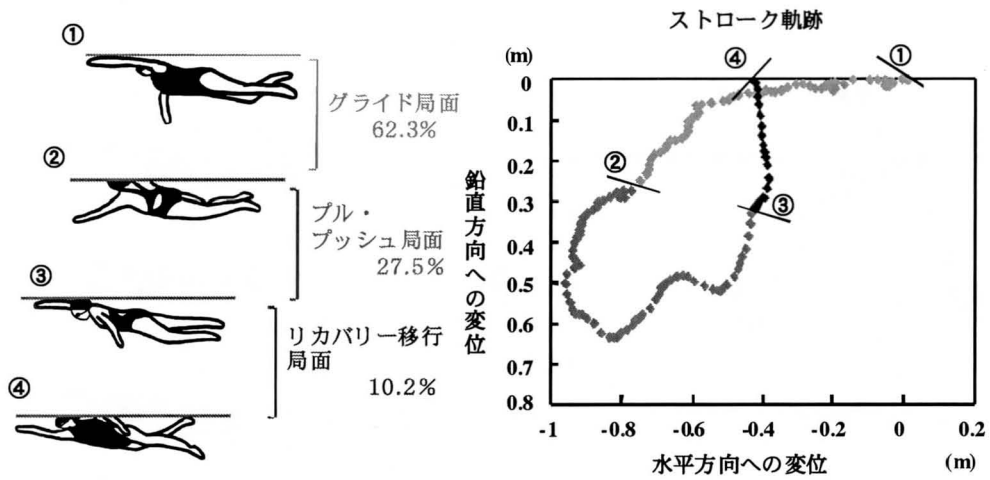 ①
グライド局面
62.3%
②
プル・
プッシュ局面
27.5%
③
リカバリー移行
局面
10.2%
④
ストローク軌跡
(m)
④
①
②
③
0
0.1
0.2
0.3
0.4
0.5
0.6
0.7
0.8
鉛直方向への変位
-1
-0.8
-0.6
-0.4
-0.2
0
0.2
水平方向への変位
(m)